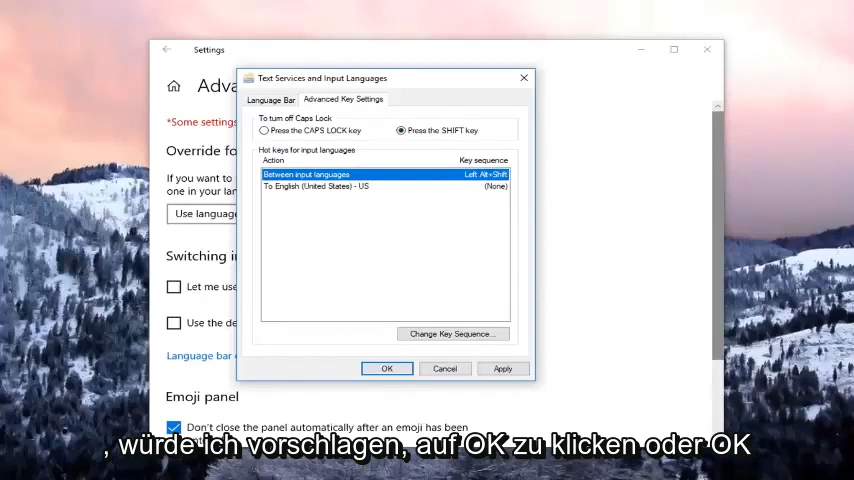 Settings
Text Services and Input Languages
Adva
Language Bar
Advanced Key Settings
*Some settings
To turn off Caps Lock
Press the CAPS LOCK key
Press the SHIFT key
Override fo
Hot keys for input languages
Action
Key sequence
If you want to
one in your lan
Between input languages
Left Alt+Shift
To English (United States) - US
(None)
Use language
Switching in
Let me use
Use the de
Change Key Sequence...
Language bar
OK
Cancel
Apply
Emoji panel
Don't close the panel automatically after an emoji has been
, würde ich vorschlagen, auf OK zu klicken oder OK